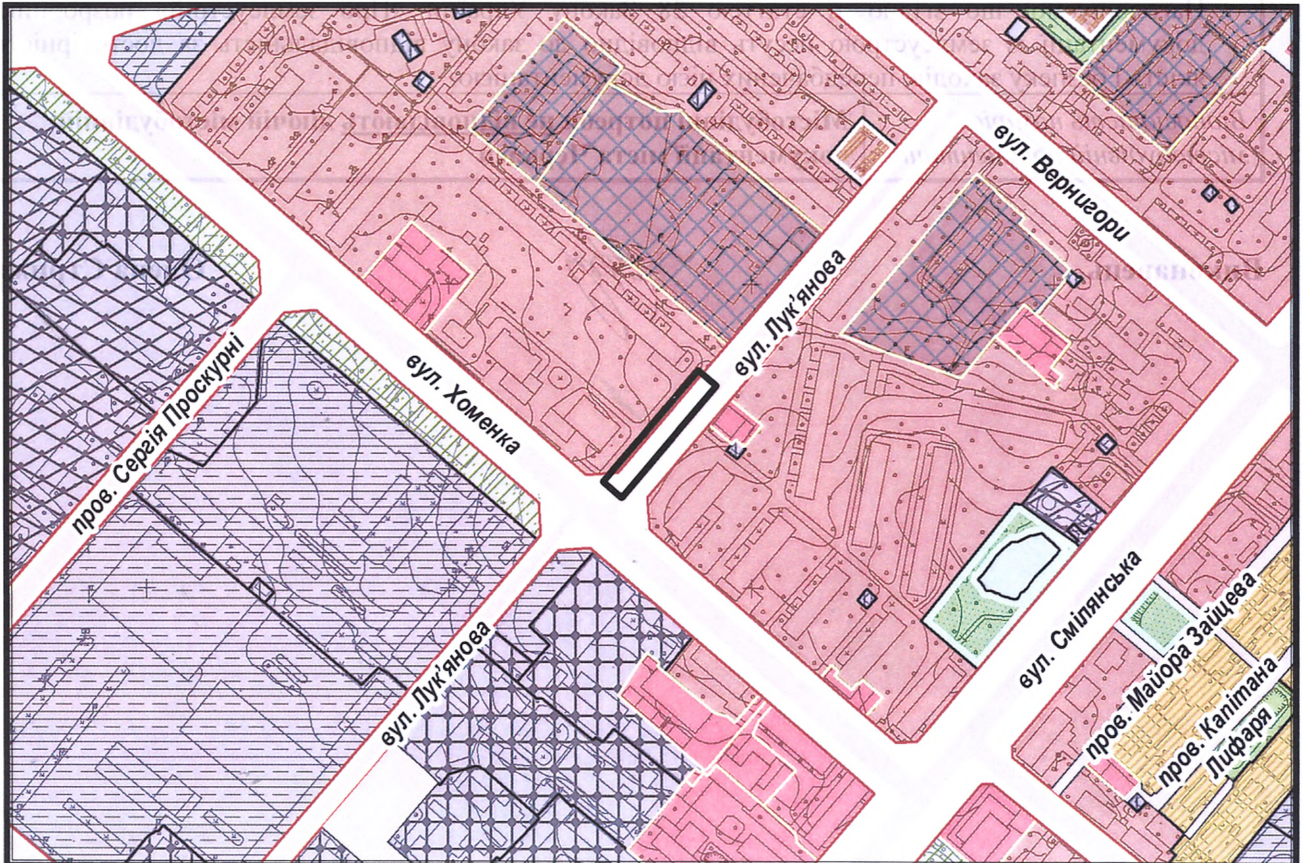 вул. Вернигори
вул. Лук'янова
вул. Хоменка
пров. Сергія Проскурні
вул. Лук'янова
вул. Смілянська
пров. Майора Зайцева
пров. Капітана
Лифаря